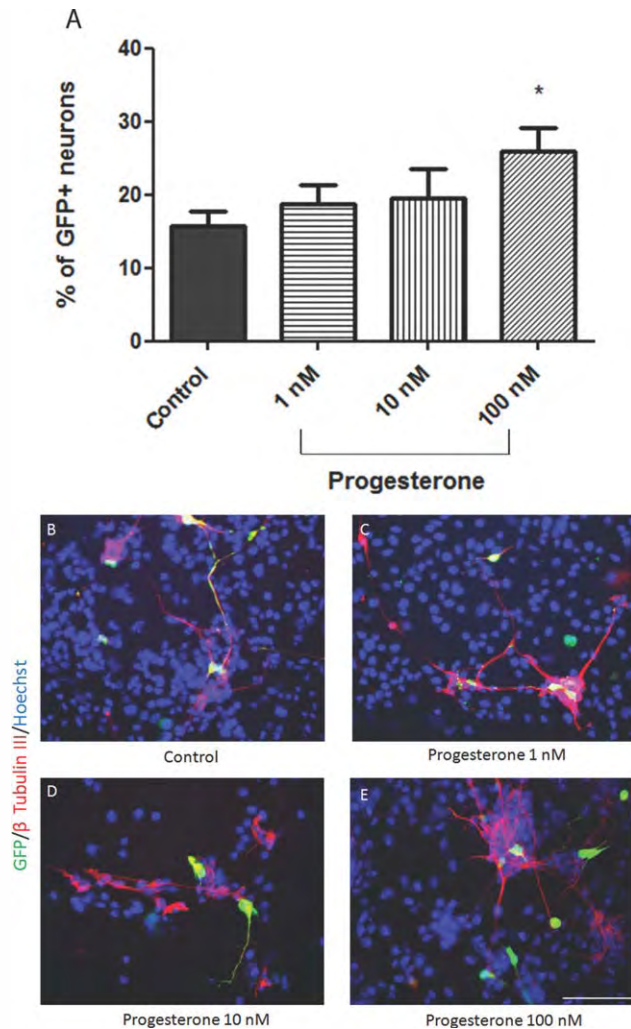 A
% of GFP+ neurons
40
30
20
10
0
*
Control
1 nM
10 nM
100 nM
Progesterone
GFP/β Tubulin III/Hoechst
B
C
Control
Progesterone 1 nM
D
E
Progesterone 10 nM
Progesterone 100 nM